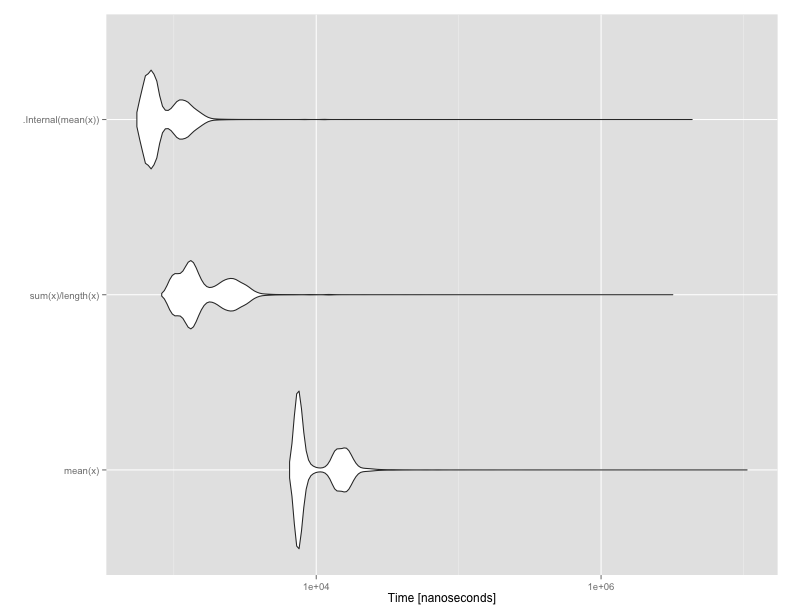 .Internal(mean(x))
sum(x)/length(x)
mean(x)
1e+04 1e+06
Time [nanoseconds]